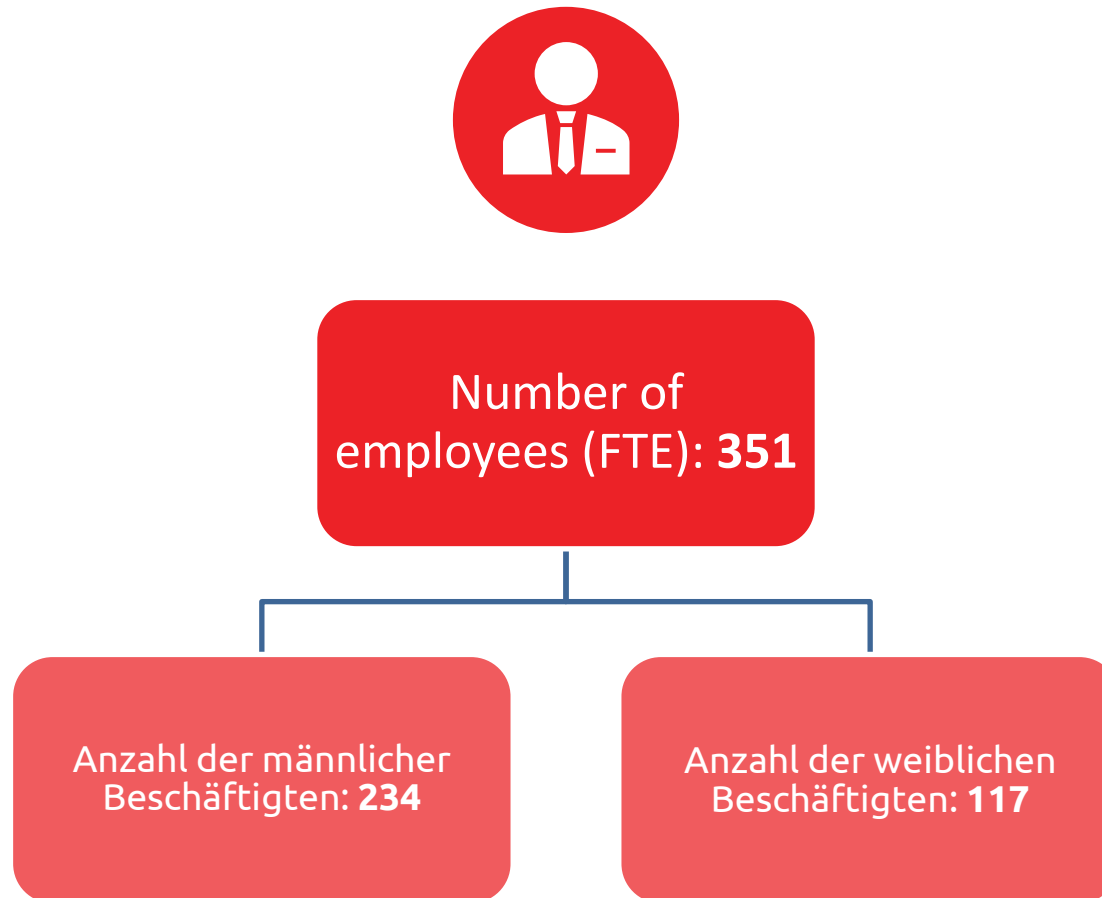 Number of
employees (FTE): 351
Anzahl der männlicher
Beschäftigten: 234
Anzahl der weiblichen
Beschäftigten: 117